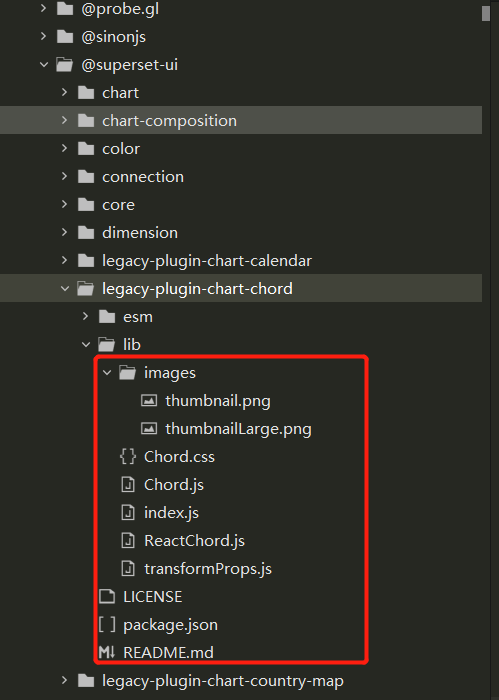 @probe.gl
@sinonjs
@superset-ui
chart
chart-composition
color
connection
core
dimension
legacy-plugin-chart-calendar
legacy-plugin-chart-chord
esm
lib
images
thumbnail.png
thumbnailLarge.png
Chord.css
Chord.js
index.js
ReactChord.js
transformProps.js
LICENSE
package.json
README.md
legacy-plugin-chart-country-map